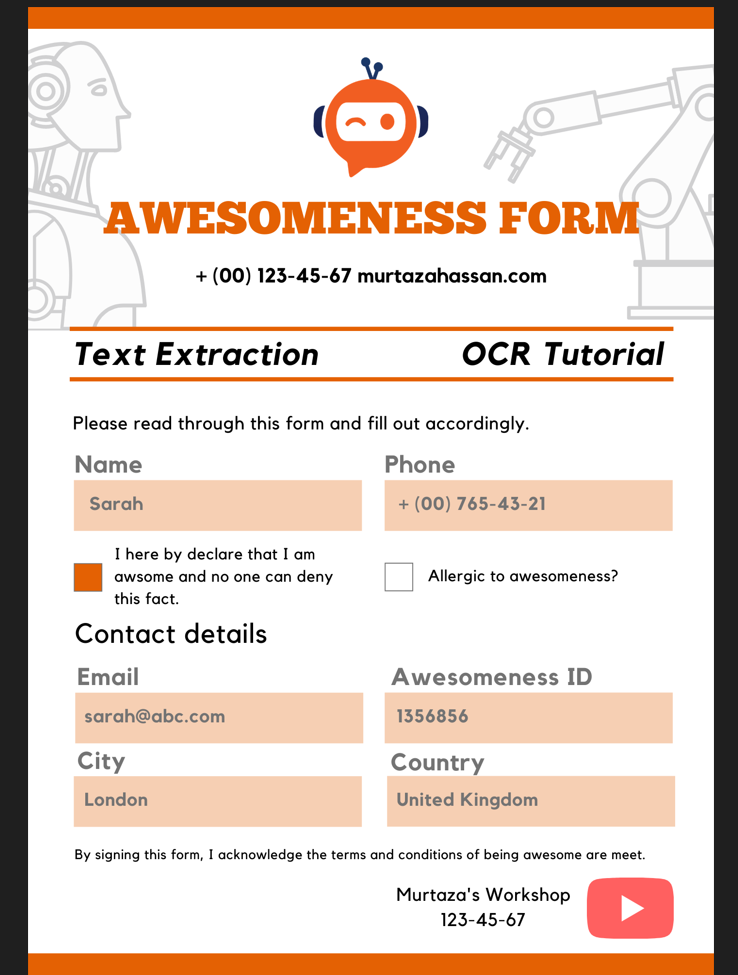 AWESOMENESS FORM
+ (00) 123-45-67 murtazahassan.com
Text Extraction OCR Tutorial
Please read through this form and fill out accordingly.
Name Phone
Sarah + (00) 765-43-21
I here by declare that I am
awsome and no one can deny
this fact.
Allergic to awesomeness?
Contact details
Email Awesomeness ID
sarah@abc.com 1356856
City Country
London United Kingdom
By signing this form, I acknowledge the terms and conditions of being awesome are meet.
Murtaza's Workshop
123-45-67